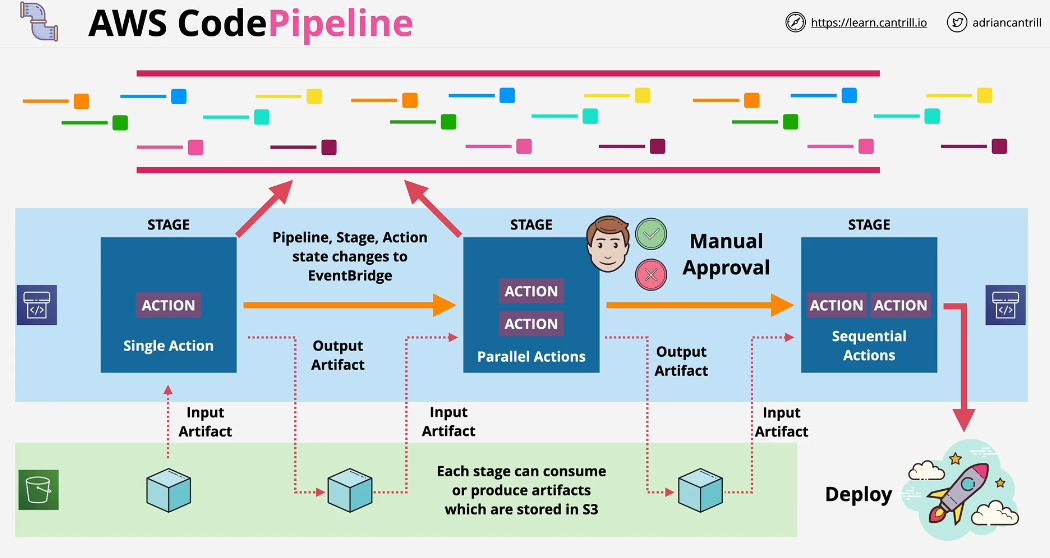 AWS CodePipeline
https://learn.cantrill.io
adriancantrill
STAGE
STAGE
STAGE
Pipeline, Stage, Action
state changes to
EventBridge
Manual
Approval
ACTION
Single Action
ACTION
ACTION
Parallel Actions
ACTION ACTION
Sequential
Actions
Output
Artifact
Output
Artifact
Input
Artifact
Input
Artifact
Input
Artifact
Each stage can consume
or produce artifacts
which are stored in S3
Deploy